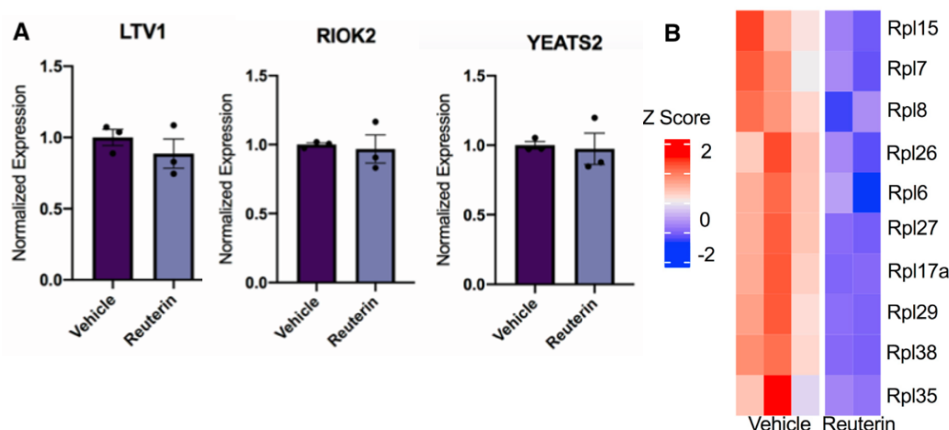 A
LTV1
Normalized Expression
1.5
1.0
0.5
0.0
Vehicle
Reuterin
RIOK2
Normalized Expression
1.5
1.0
0.5
0.0
Vehicle
Reuterin
YEATS2
Normalized Expression
1.5
1.0
0.5
0.0
Vehicle
Reuterin
B
Z Score
2
0
-2
Rpl15
Rpl7
Rpl8
Rpl26
Rpl6
Rpl27
Rpl17a
Rpl29
Rpl38
Rpl35
Vehicle Reuterin